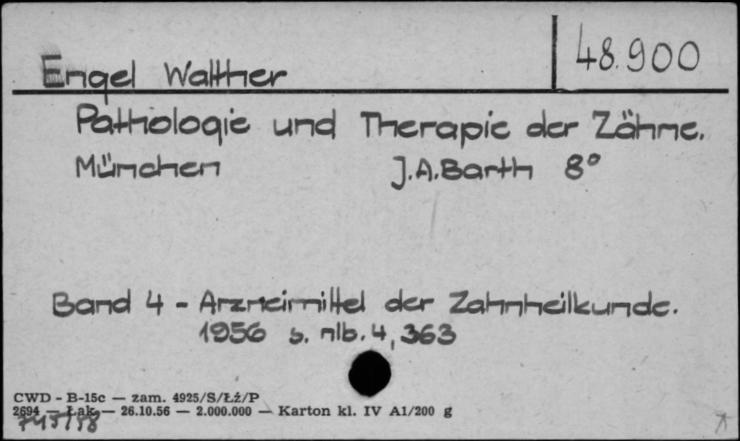 Engel Walther 48.900
Pathologie und Therapie der Zähne.
München J.A.Barth 8°
Band 4 - Arzneimittel der Zahnheilkunde.
1956 s. nlb. 4, 363
CWD - B-15c — zam. 4925/S/Łż/P
2694 — Łak — 26.10.56 — 2.000.000 — Karton kl. IV A1/200 g